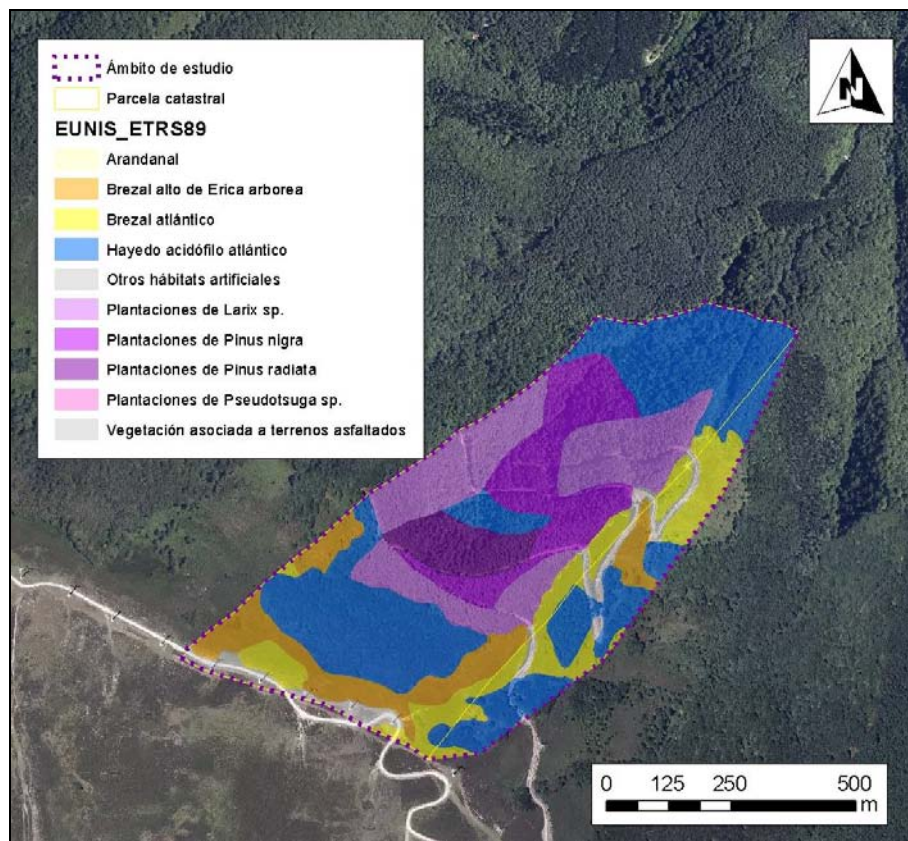 Ámbito de estudio
Parcela catastral
EUNIS_ETRS89
Arandanal
Brezal alto de Erica arborea
Brezal atlántico
Hayedo acidófilo atlántico
Otros hábitats artificiales
Plantaciones de Larix sp.
Plantaciones de Pinus nigra
Plantaciones de Pinus radiata
Plantaciones de Pseudotsuga sp.
Vegetación asociada a terrenos asfaltados
N
0 125 250 500
m